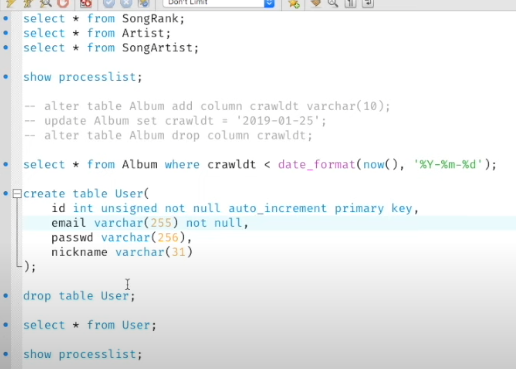 Don't Limit
select * from SongRank;
select * from Artist;
select * from SongArtist;
show processlist;
-- alter table Album add column crawldt varchar(10);
-- update Album set crawldt = '2019-01-25';
-- alter table Album drop column crawldt;
select * from Album where crawldt < date_format(now(), '%Y-%m-%d');
create table User(
id int unsigned not null auto_increment primary key,
email varchar(255) not null,
passwd varchar(256),
nickname varchar(31)
);
drop table User;
select * from User;
show processlist;